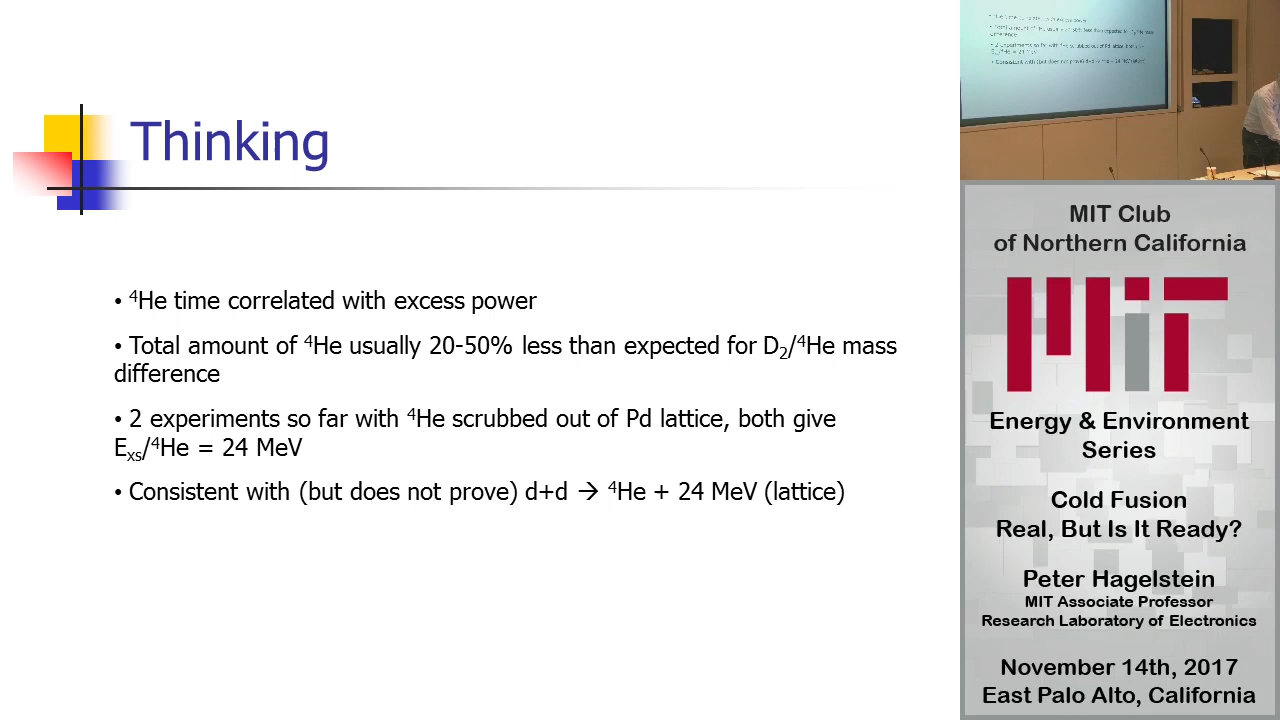 Thinking
• ⁴He time correlated with excess power
• Total amount of ⁴He usually 20-50% less than expected for D₂/⁴He mass
difference
• 2 experiments so far with ⁴He scrubbed out of Pd lattice, both give
Eₓₛ/⁴He = 24 MeV
• Consistent with (but does not prove) d+d → ⁴He + 24 MeV (lattice)
MIT Club
of Northern California
MIT
Energy & Environment
Series
Cold Fusion
Real, But Is It Ready?
Peter Hagelstein
MIT Associate Professor
Research Laboratory of Electronics
November 14th, 2017
East Palo Alto, California